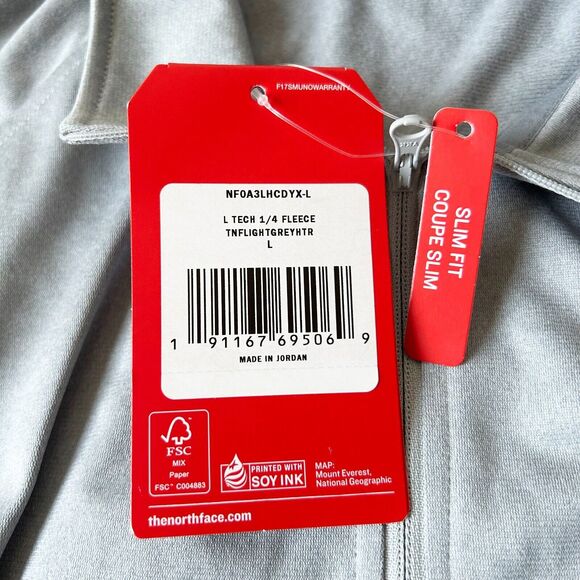 F17SMUNOWARRANTY
NF0A3LHCDYX-L
L TECH 1/4 FLEECE
TNFLIGHTGREYHTR
L
1 91167 69506 9
MADE IN JORDAN
SLIM FIT
COUPE SLIM
FSC
MIX
Paper
FSC™ C004883
PRINTED WITH
SOY INK
MAP:
Mount Everest,
National Geographic
thenorthface.com